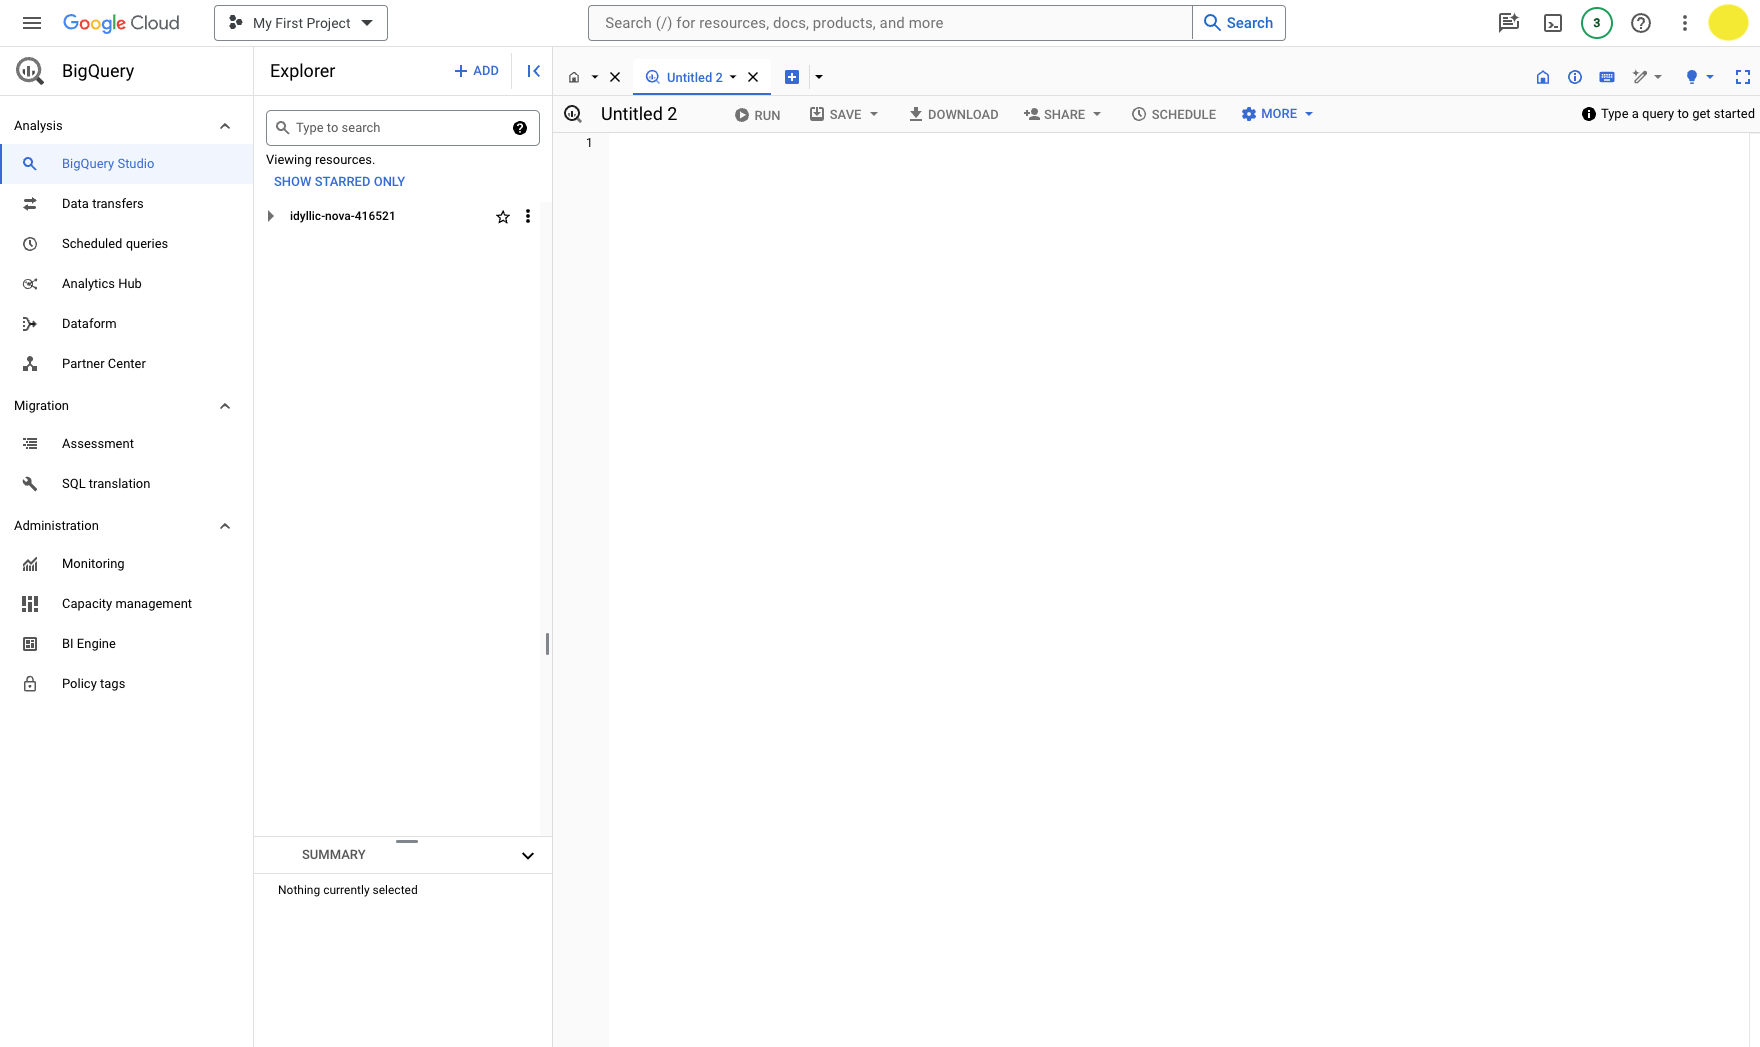 Google Cloud
My First Project
Search (/) for resources, docs, products, and more
Search
3
BigQuery
Analysis
BigQuery Studio
Data transfers
Scheduled queries
Analytics Hub
Dataform
Partner Center
Migration
Assessment
SQL translation
Administration
Monitoring
Capacity management
BI Engine
Policy tags
Explorer
ADD
Type to search
Viewing resources.
SHOW STARRED ONLY
idyllic-nova-416521
SUMMARY
Nothing currently selected
Untitled 2
Untitled 2
RUN
SAVE
DOWNLOAD
SHARE
SCHEDULE
MORE
Type a query to get started
1